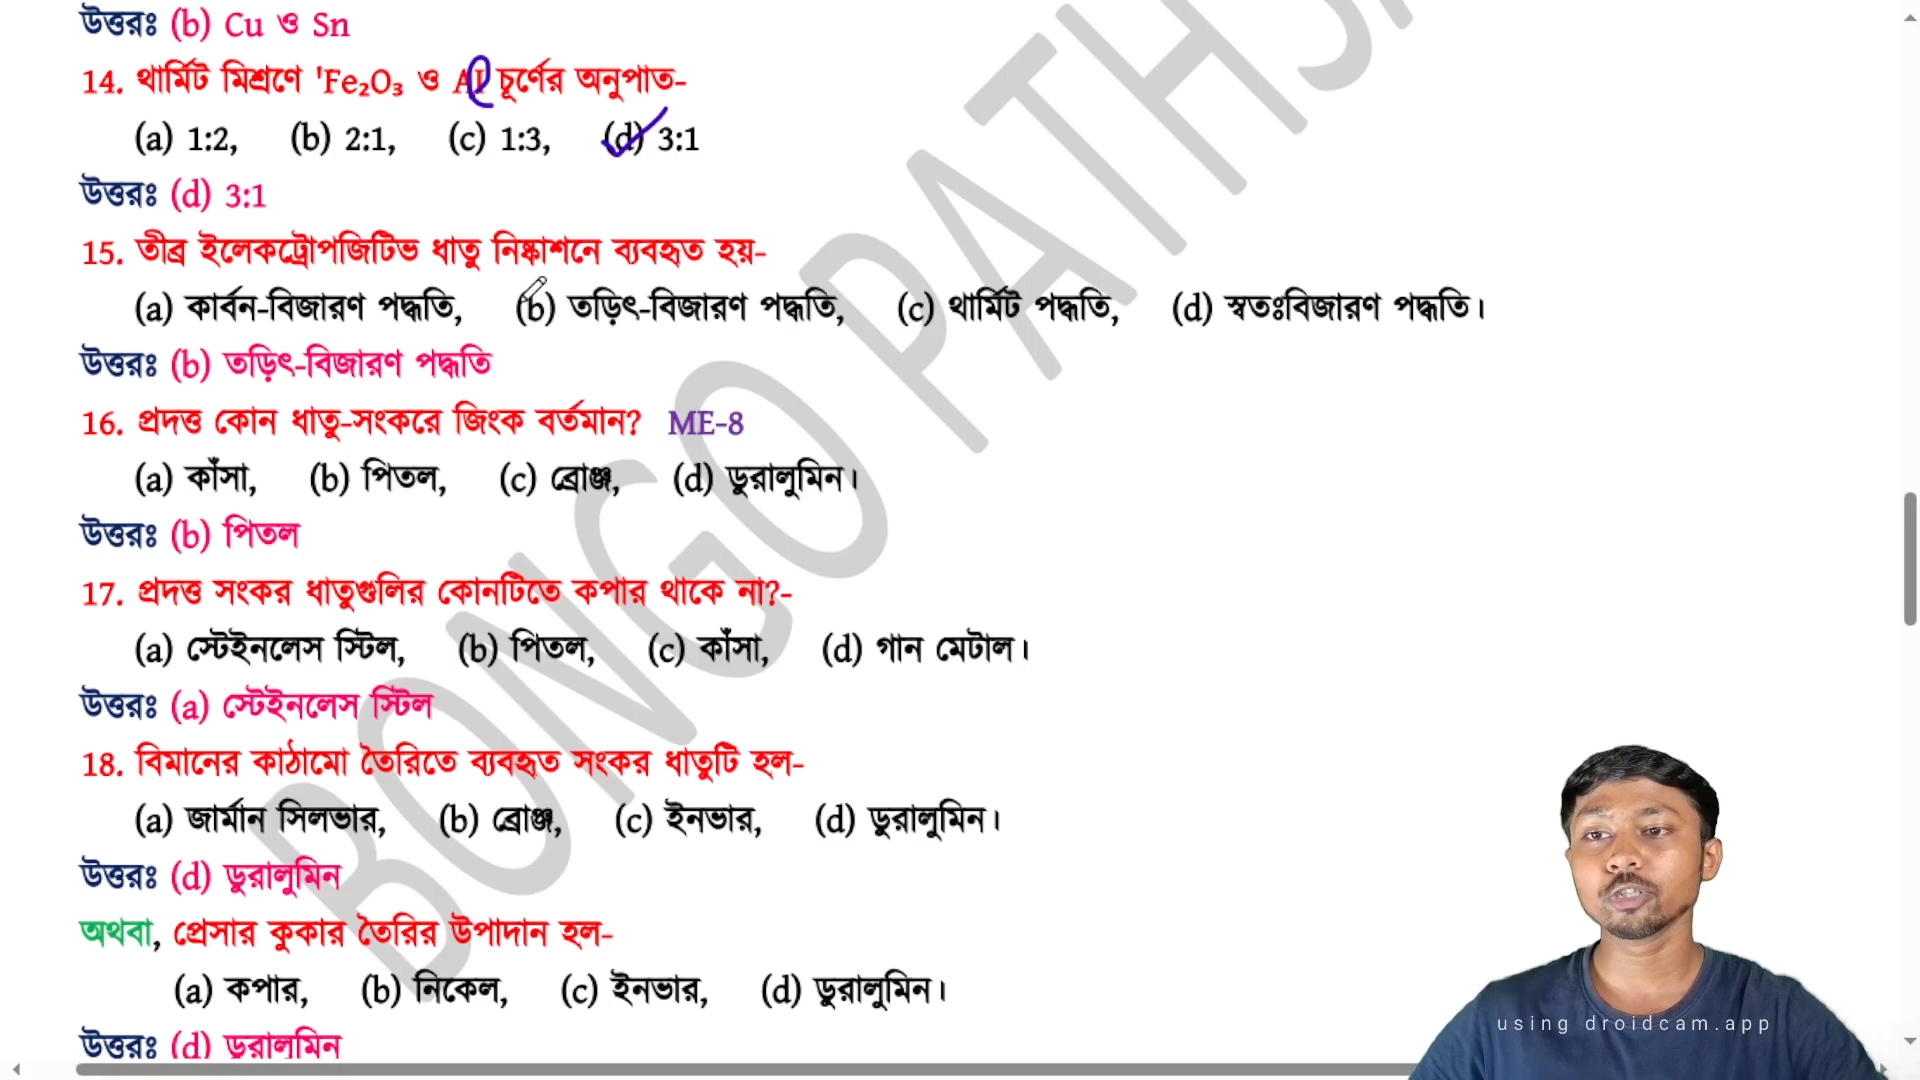 উত্তরঃ (b) Cu ও Sn
14. থার্মিট মিশ্রণে 'Fe₂O₃ ও Al চূর্ণের অনুপাত-
(a) 1:2, (b) 2:1, (c) 1:3, (d) 3:1
উত্তরঃ (d) 3:1
15. তীব্র ইলেকট্রোপজিটিভ ধাতু নিষ্কাশনে ব্যবহৃত হয়-
(a) কার্বন-বিজারণ পদ্ধতি, (b) তড়িৎ-বিজারণ পদ্ধতি, (c) থার্মিট পদ্ধতি, (d) স্বতঃবিজারণ পদ্ধতি।
উত্তরঃ (b) তড়িৎ-বিজারণ পদ্ধতি
16. প্রদত্ত কোন ধাতু-সংকরে জিংক বর্তমান? ME-8
(a) কাঁসা, (b) পিতল, (c) ব্রোঞ্জ, (d) ডুরালুমিন।
উত্তরঃ (b) পিতল
17. প্রদত্ত সংকর ধাতুগুলির কোনটিতে কপার থাকে না?-
(a) স্টেইনলেস স্টিল, (b) পিতল, (c) কাঁসা, (d) গান মেটাল।
উত্তরঃ (a) স্টেইনলেস স্টিল
18. বিমানের কাঠামো তৈরিতে ব্যবহৃত সংকর ধাতুটি হল-
(a) জার্মান সিলভার, (b) ব্রোঞ্জ, (c) ইনভার, (d) ডুরালুমিন।
উত্তরঃ (d) ডুরালুমিন
অথবা, প্রেসার কুকার তৈরির উপাদান হল-
(a) কপার, (b) নিকেল, (c) ইনভার, (d) ডুরালুমিন।
উত্তরঃ (d) ডুরালুমিন
BONGO PATHSA
using droidcam.app